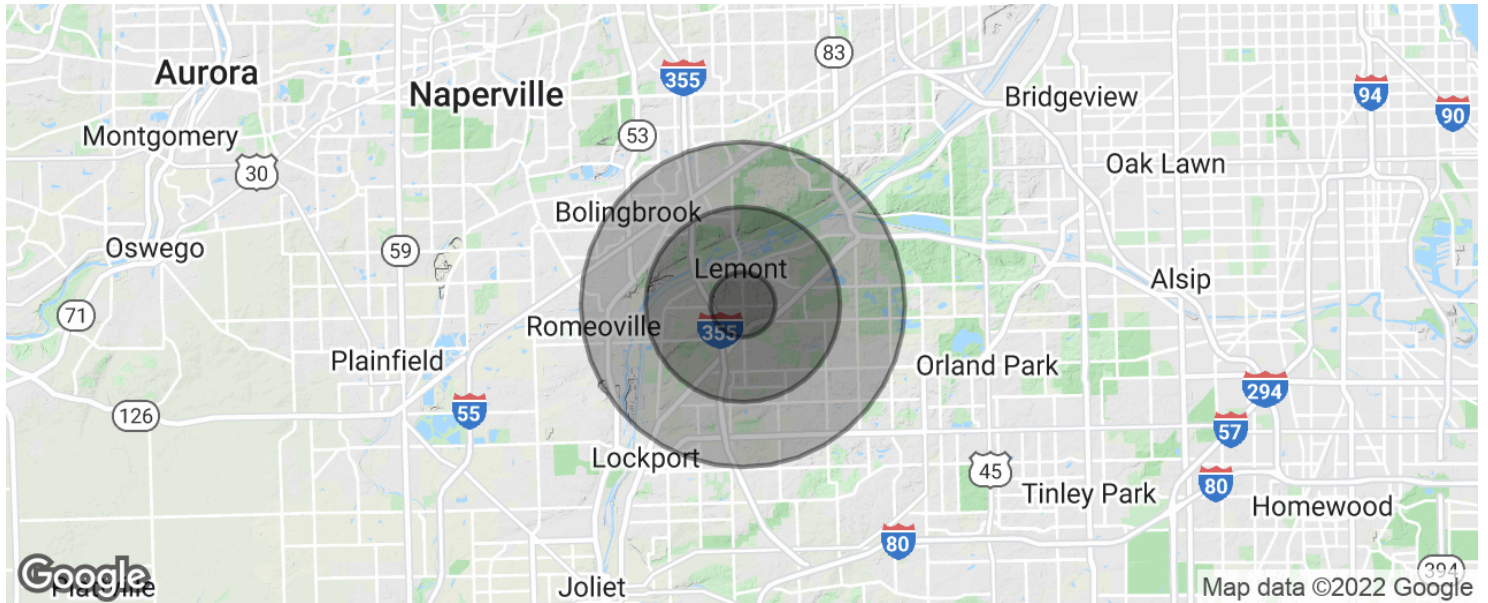 Aurora
Naperville
355
83
Bridgeview
94
90
Montgomery
53
30
Oak Lawn
Bolingbrook
Oswego
59
Lemont
Alsip
71
Romeoville
355
Plainfield
Orland Park
126
55
294
57
Lockport
45
80
Tinley Park
Homewood
80
Google
Plattville
Joliet
394
Map data ©2022 Google